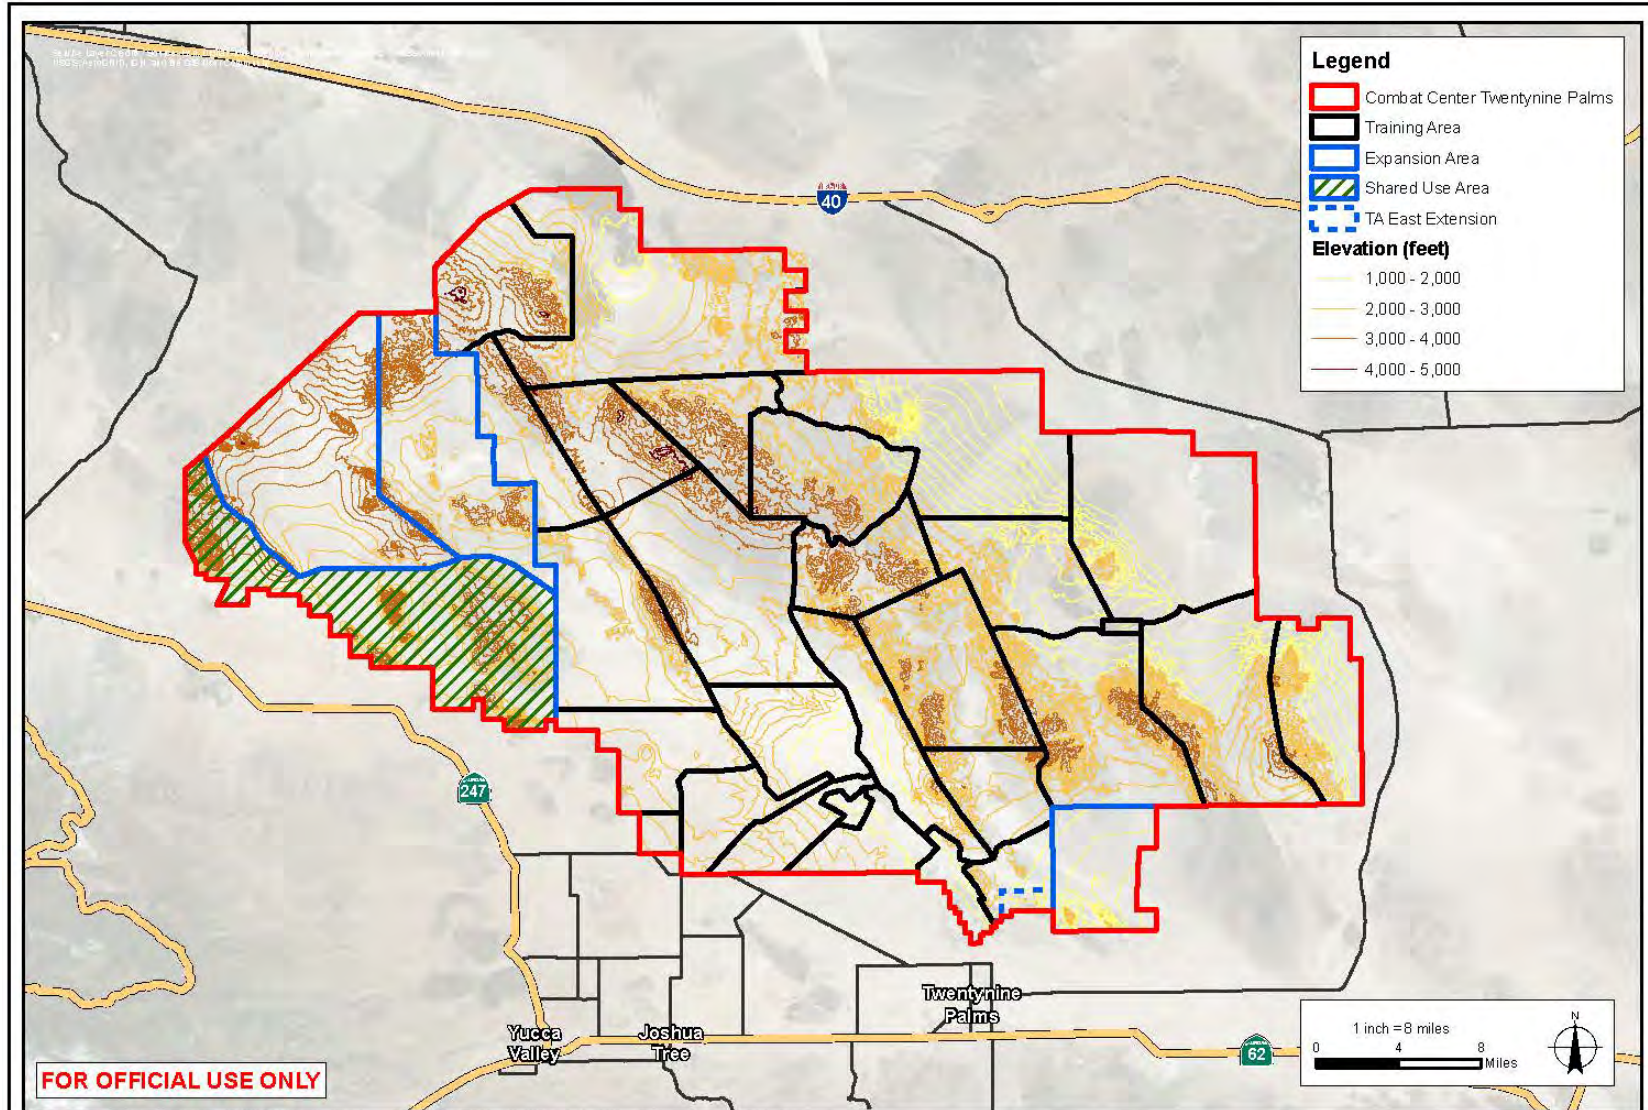 Legend
Combat Center Twentynine Palms
Training Area
Expansion Area
Shared Use Area
TA East Extension
Elevation (feet)
1,000 - 2,000
2,000 - 3,000
3,000 - 4,000
4,000 - 5,000
40
247
Twentynine
Palms
Yucca
Valley
Joshua
Tree
62
1 inch = 8 miles
0 4 8
Miles
N
FOR OFFICIAL USE ONLY